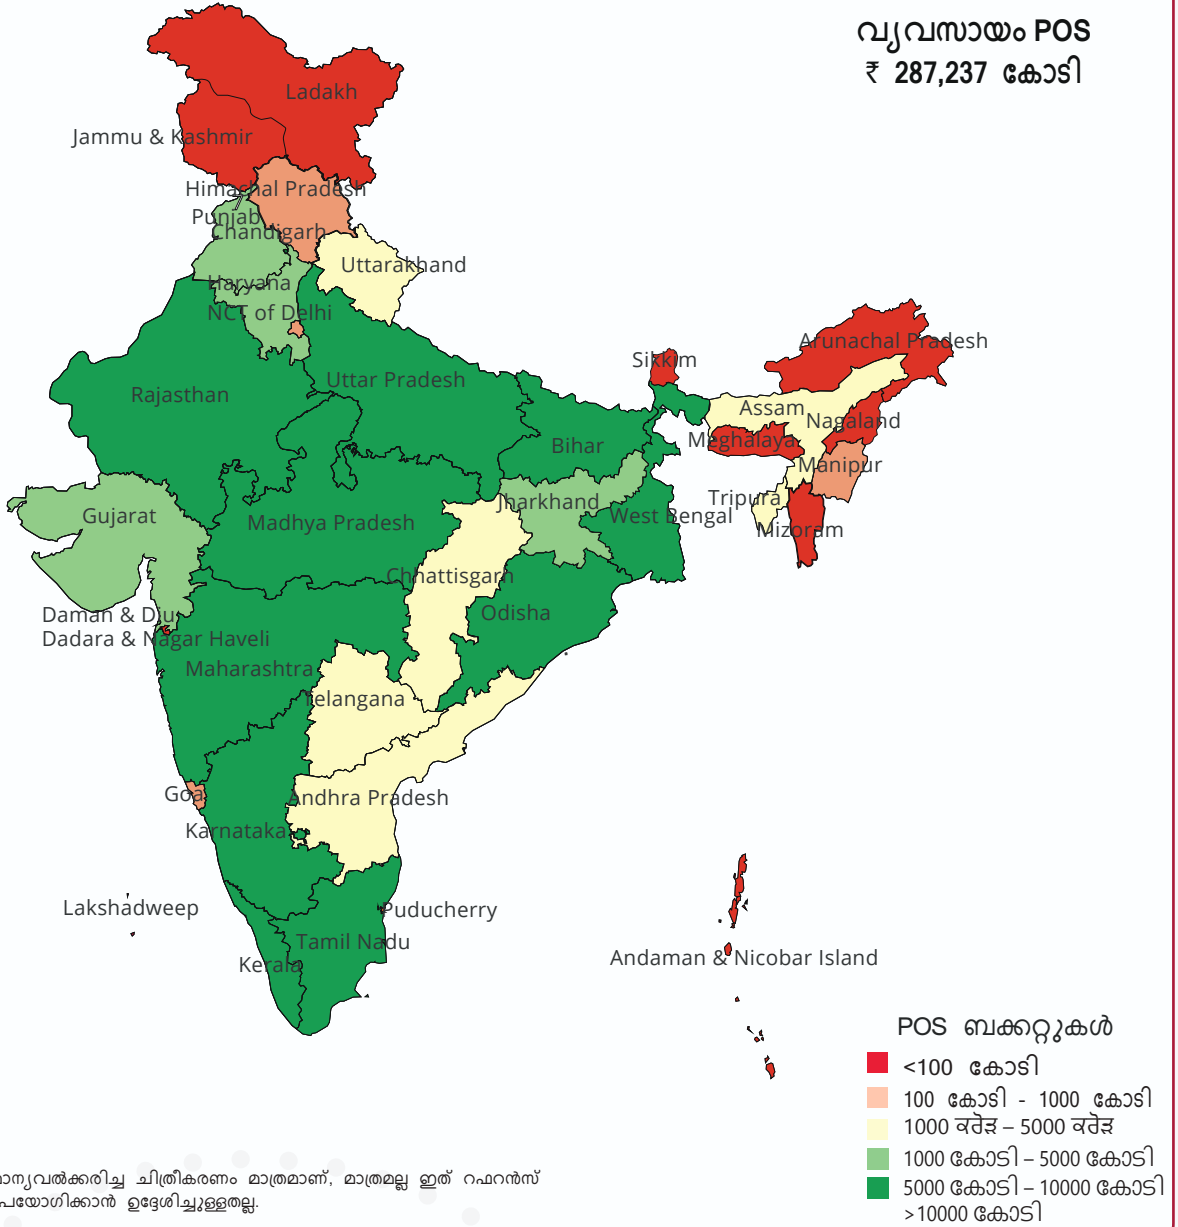 വ്യവസായം POS
₹ 287,237 കോടി
Ladakh
Jammu & Kashmir
Himachal Pradesh
Punjab
Chandigarh
Uttarakhand
Haryana
NCT of Delhi
Arunachal Pradesh
Sikkim
Uttar Pradesh
Rajasthan
Assam
Nagaland
Meghalaya
Bihar
Manipur
Jharkhand
Tripura
Gujarat
West Bengal
Madhya Pradesh
Mizoram
Chhattisgarh
Odisha
Daman & Diu
Dadara & Nagar Haveli
Maharashtra
Telangana
Goa
Andhra Pradesh
Karnataka
Lakshadweep
Puducherry
Tamil Nadu
Andaman & Nicobar Island
Kerala
POS ബക്കറ്റുകൾ
<100 കോടി
100 കോടി - 1000 കോടി
1000 ਕਰੋੜ – 5000 ਕਰੋੜ
1000 കോടി – 5000 കോടി
5000 കോടി – 10000 കോടി
>10000 കോടി
ചിത്രീകരണം മാത്രമാണ്, മാത്രമല്ല ഇത് റഫറൻസ്
ഉദ്ദേശിച്ചുള്ളതല്ല.